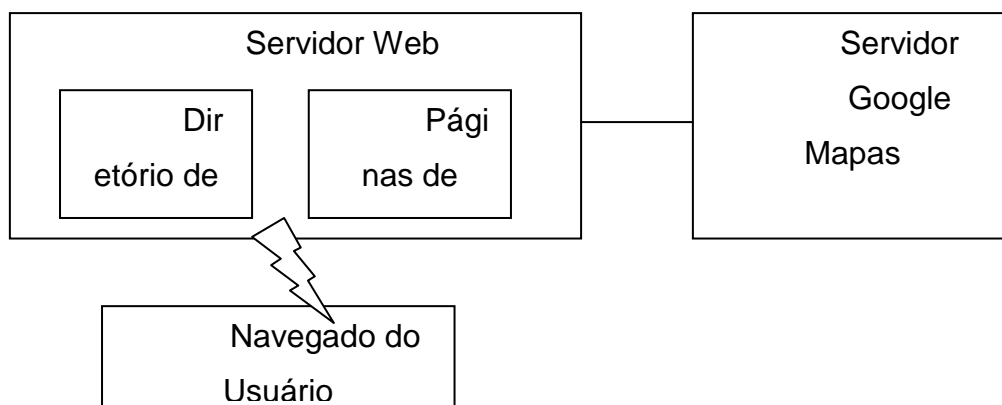 Servidor Web
Dir
etório de
Pági
nas de
Servidor
Google
Mapas
Navegado do
Usuário